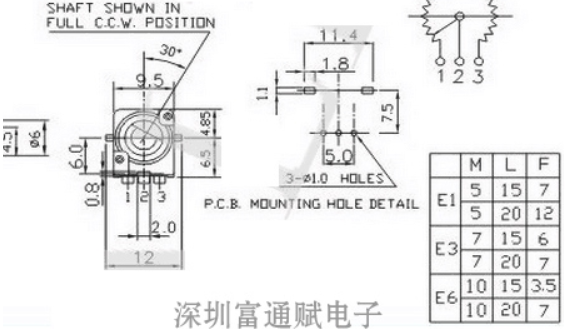 SHAFT SHOWN IN
FULL C.C.W. POSITION
30°
9.5
11.4
1.8
1.1
7.5
5.0
3-ø1.0 HOLES
P.C.B. MOUNTING HOLE DETAIL
1 2 3
4.5
ø6
6.0
0.8
4.85
6.5
1 2 3
2.0
12
M L F
E1 5 15 7
5 20 12
E3 7 15 6
7 20 7
E6 10 15 3.5
10 20 7
深圳富通赋电子